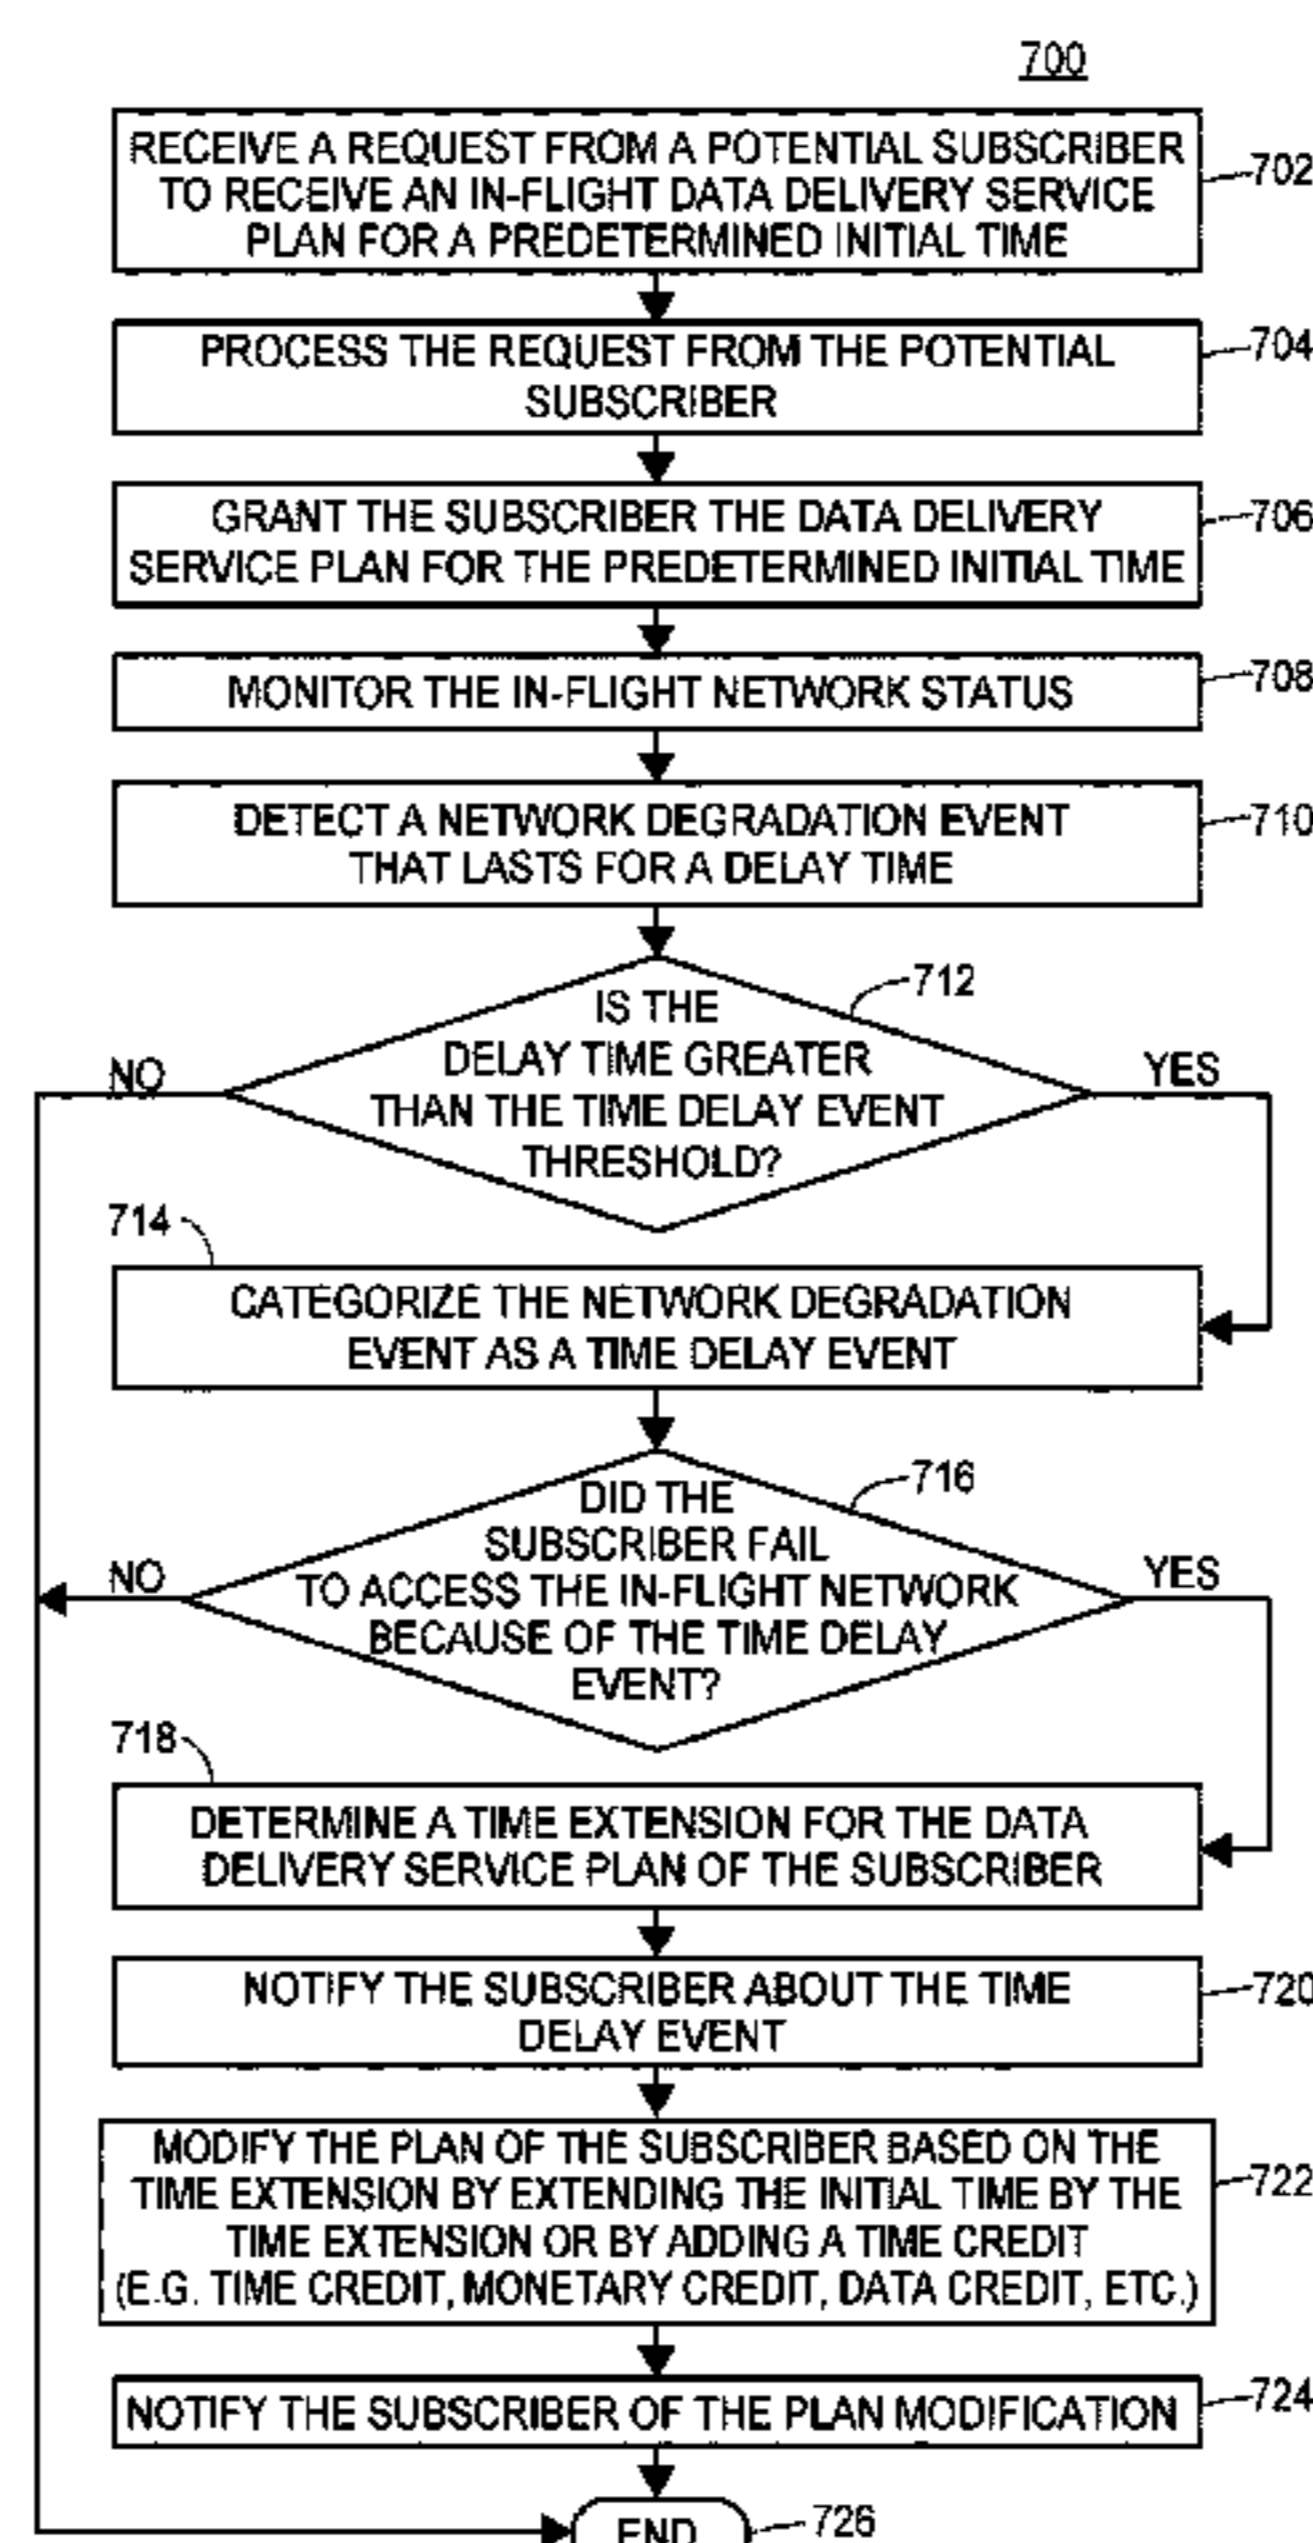 700
RECEIVE A REQUEST FROM A POTENTIAL SUBSCRIBER
TO RECEIVE AN IN-FLIGHT DATA DELIVERY SERVICE
PLAN FOR A PREDETERMINED INITIAL TIME
702
PROCESS THE REQUEST FROM THE POTENTIAL
SUBSCRIBER
704
GRANT THE SUBSCRIBER THE DATA DELIVERY
SERVICE PLAN FOR THE PREDETERMINED INITIAL TIME
706
MONITOR THE IN-FLIGHT NETWORK STATUS
708
DETECT A NETWORK DEGRADATION EVENT
THAT LASTS FOR A DELAY TIME
710
712
IS THE
DELAY TIME GREATER
THAN THE TIME DELAY EVENT
THRESHOLD?
NO
YES
714
CATEGORIZE THE NETWORK DEGRADATION
EVENT AS A TIME DELAY EVENT
716
DID THE
SUBSCRIBER FAIL
TO ACCESS THE IN-FLIGHT NETWORK
BECAUSE OF THE TIME DELAY
EVENT?
NO
YES
718
DETERMINE A TIME EXTENSION FOR THE DATA
DELIVERY SERVICE PLAN OF THE SUBSCRIBER
NOTIFY THE SUBSCRIBER ABOUT THE TIME
DELAY EVENT
720
MODIFY THE PLAN OF THE SUBSCRIBER BASED ON THE
TIME EXTENSION BY EXTENDING THE INITIAL TIME BY THE
TIME EXTENSION OR BY ADDING A TIME CREDIT
(E.G. TIME CREDIT, MONETARY CREDIT, DATA CREDIT, ETC.)
722
NOTIFY THE SUBSCRIBER OF THE PLAN MODIFICATION
724
END
726